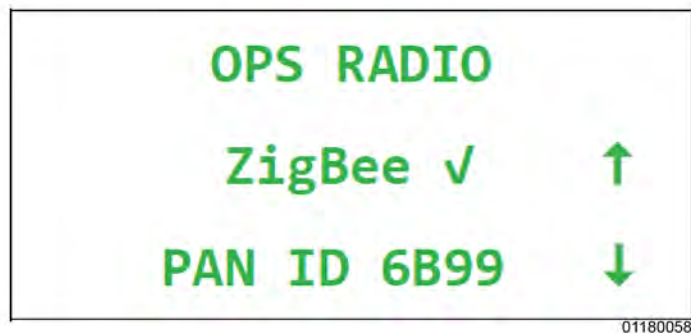 OPS RADIO
ZigBee √ ↑
PAN ID 6B99 ↓
01180058